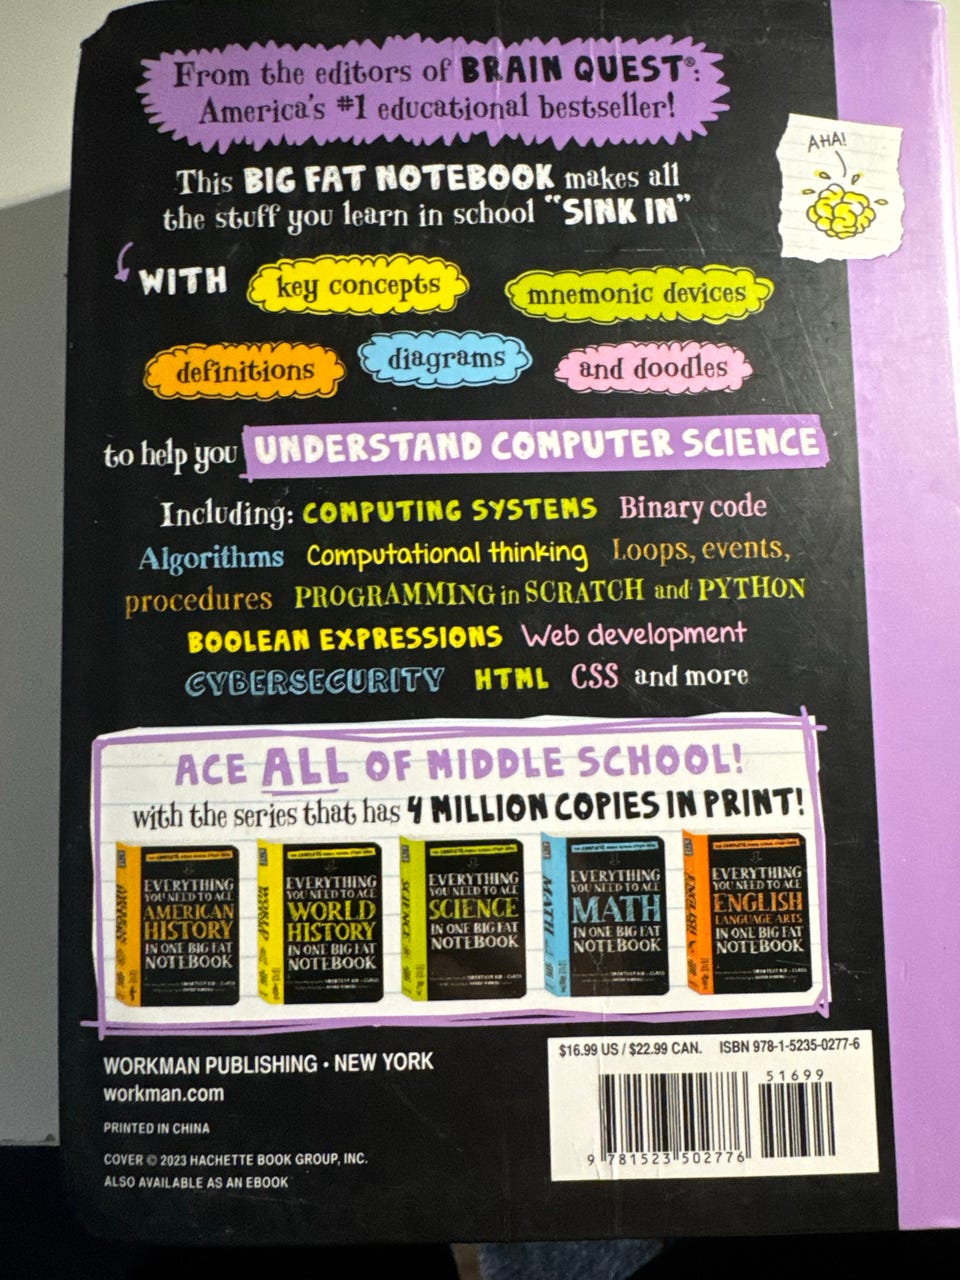 From the editors of BRAIN QUEST®:
America's #1 educational bestseller!
AHA!
This BIG FAT NOTEBOOK makes all
the stuff you learn in school "SINK IN"
WITH key concepts mnemonic devices
definitions diagrams and doodles
to help you UNDERSTAND COMPUTER SCIENCE
Including: COMPUTING SYSTEMS Binary code
Algorithms Computational thinking Loops, events,
procedures PROGRAMMING in SCRATCH and PYTHON
BOOLEAN EXPRESSIONS Web development
CYBERSECURITY HTML CSS and more
ACE ALL OF MIDDLE SCHOOL!
with the series that has 4 MILLION COPIES IN PRINT!
EVERYTHING
YOU NEED TO ACE
AMERICAN
HISTORY
IN ONE BIG FAT
NOTEBOOK
EVERYTHING
YOU NEED TO ACE
WORLD
HISTORY
IN ONE BIG FAT
NOTEBOOK
EVERYTHING
YOU NEED TO ACE
SCIENCE
IN ONE BIG FAT
NOTEBOOK
EVERYTHING
YOU NEED TO ACE
MATH
IN ONE BIG FAT
NOTEBOOK
EVERYTHING
YOU NEED TO ACE
ENGLISH
LANGUAGE ARTS
IN ONE BIG FAT
NOTEBOOK
WORKMAN PUBLISHING • NEW YORK
workman.com
PRINTED IN CHINA
COVER © 2023 HACHETTE BOOK GROUP, INC.
ALSO AVAILABLE AS AN EBOOK
$16.99 US / $22.99 CAN. ISBN 978-1-5235-0277-6
51699
9 781523 502776